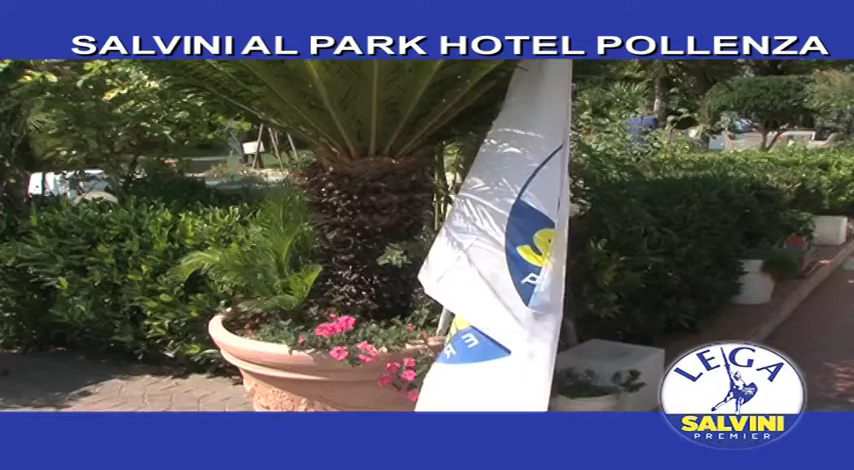 SALVINI AL PARK HOTEL POLLENZA
LEGA
SALVINI
PREMIER